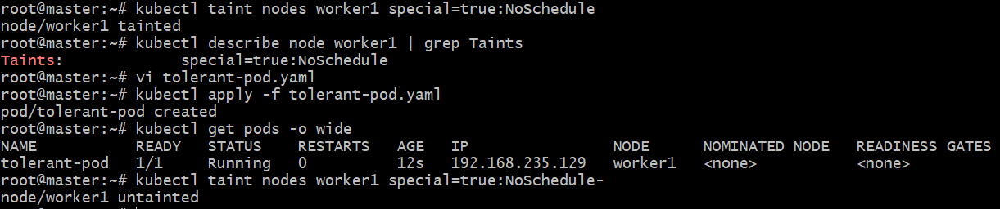 root@master:~# kubectl taint nodes worker1 special=true:NoSchedule
node/worker1 tainted
root@master:~# kubectl describe node worker1 | grep Taints
Taints:             special=true:NoSchedule
root@master:~# vi tolerant-pod.yaml
root@master:~# kubectl apply -f tolerant-pod.yaml
pod/tolerant-pod created
root@master:~# kubectl get pods -o wide
NAME           READY   STATUS    RESTARTS   AGE   IP                NODE      NOMINATED NODE   READINESS GATES
tolerant-pod   1/1     Running   0          12s   192.168.235.129   worker1   <none>           <none>
root@master:~# kubectl taint nodes worker1 special=true:NoSchedule-
node/worker1 untainted